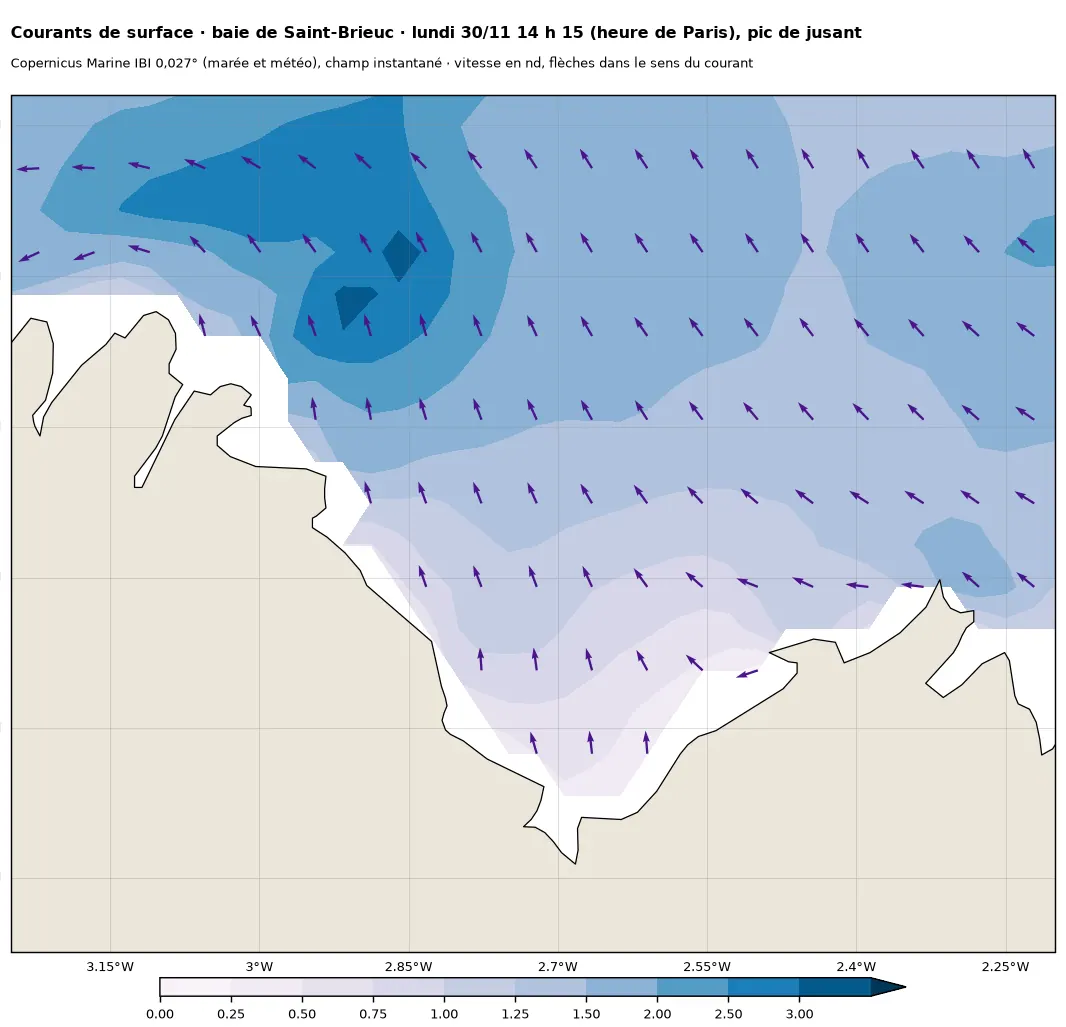 Courants de surface · baie de Saint-Brieuc · lundi 30/11 14 h 15 (heure de Paris), pic de jusant
Copernicus Marine IBI 0,027° (marée et météo), champ instantané · vitesse en nd, flèches dans le sens du courant
3.15°W 3°W 2.85°W 2.7°W 2.55°W 2.4°W 2.25°W
0.00 0.25 0.50 0.75 1.00 1.25 1.50 2.00 2.50 3.00